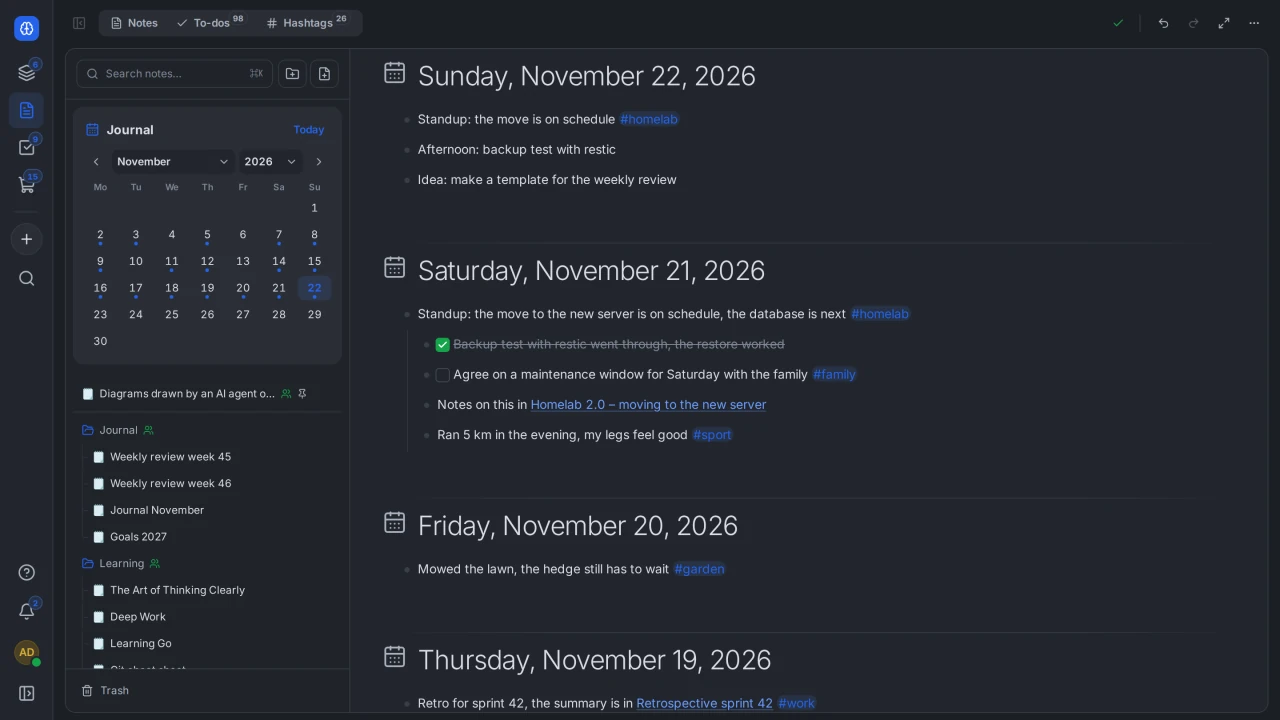 Notes
To-dos 98
Hashtags 26
6
9
15
2
AD
Search notes...
⌘K
Journal
Today
November
2026
Mo Tu We Th Fr Sa Su
1
2 3 4 5 6 7 8
9 10 11 12 13 14 15
16 17 18 19 20 21 22
23 24 25 26 27 28 29
30
Diagrams drawn by an AI agent o...
Journal
Weekly review week 45
Weekly review week 46
Journal November
Goals 2027
Learning
The Art of Thinking Clearly
Deep Work
Learning Go
Trash
Sunday, November 22, 2026
Standup: the move is on schedule #homelab
Afternoon: backup test with restic
Idea: make a template for the weekly review
Saturday, November 21, 2026
Standup: the move to the new server is on schedule, the database is next #homelab
Backup test with restic went through, the restore worked
Agree on a maintenance window for Saturday with the family #family
Notes on this in Homelab 2.0 – moving to the new server
Ran 5 km in the evening, my legs feel good #sport
Friday, November 20, 2026
Mowed the lawn, the hedge still has to wait #garden
Thursday, November 19, 2026
Retro for sprint 42, the summary is in Retrospective sprint 42 #work